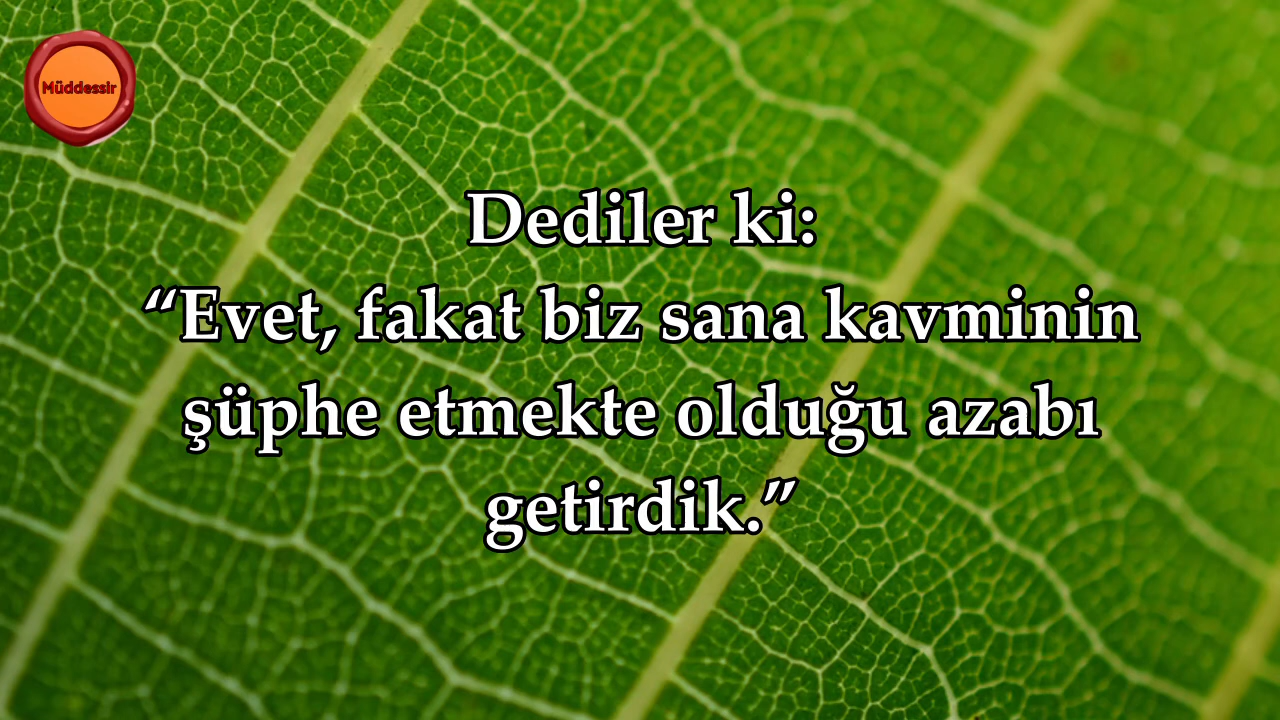 Müddessir
Dediler ki:
“Evet, fakat biz sana kavminin
şüphe etmekte olduğu azabı
getirdik.”